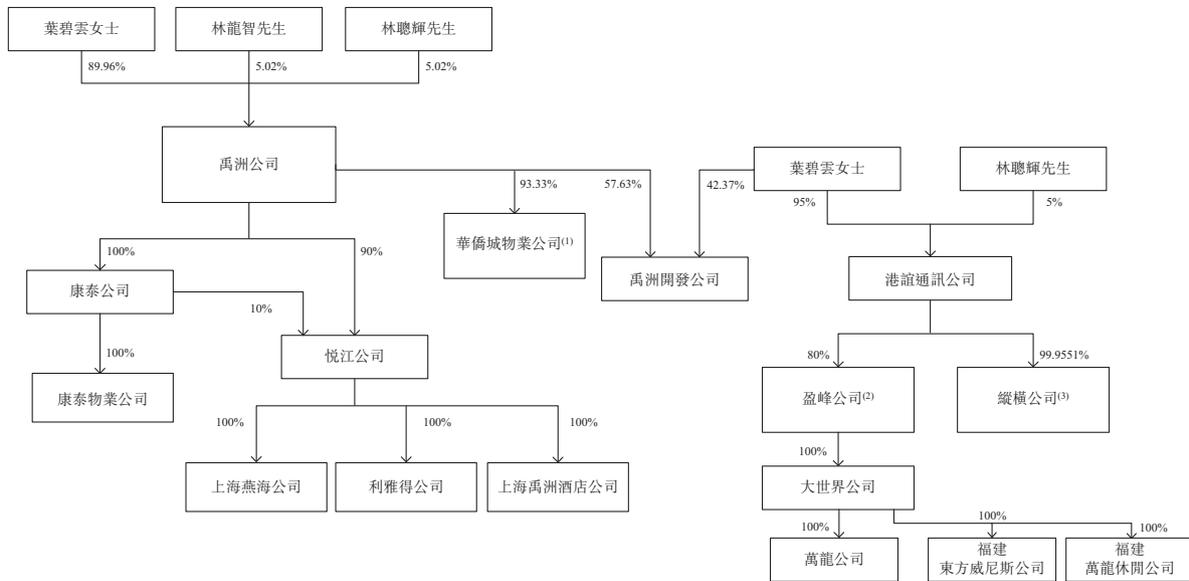 葉碧雲女士
林龍智先生
林聰輝先生
89.96%
5.02%
5.02%
禹洲公司
葉碧雲女士
林聰輝先生
93.33%
57.63%
42.37%
95%
5%
華僑城物業公司(1)
禹洲開發公司
港誼通訊公司
100%
90%
康泰公司
10%
悦江公司
100%
康泰物業公司
80%
99.9551%
盈峰公司(2)
縱橫公司(3)
100%
100%
100%
上海燕海公司
利雅得公司
上海禹洲酒店公司
100%
大世界公司
100%
100%
100%
萬龍公司
福建
東方威尼斯公司
福建
萬龍休閒公司